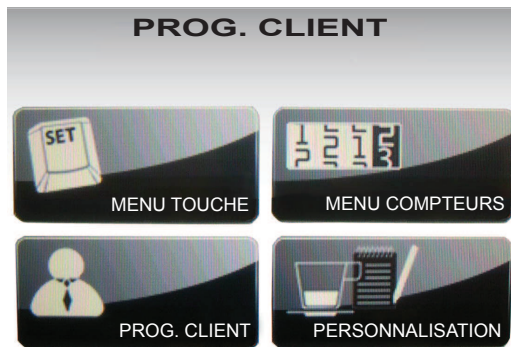 PROG. CLIENT
SET
MENU TOUCHE
MENU COMPTEURS
PROG. CLIENT
PERSONNALISATION